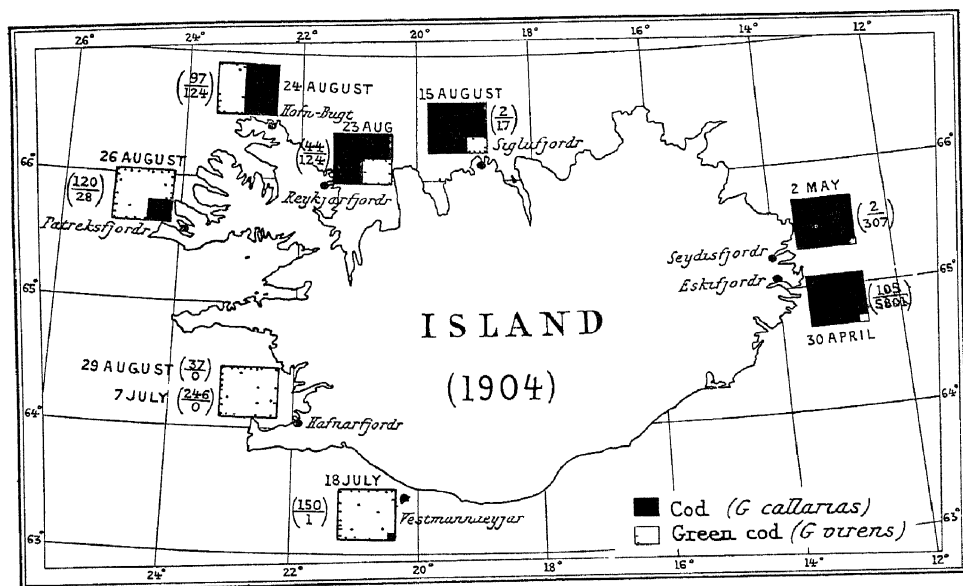 26° 24° 22° 20° 18° 16° 14° 12°
(97/124) 24 AUGUST
Hofn-Bugt
15 AUGUST
(2/17)
23 AUG
(44/124)
Siglufjordr
66° 66°
26 AUGUST
(120/28)
Reykjarfjordr
2 MAY
(2/307)
Patreksfjordr
Seydisfjordr
Eskifjordr
65° 65°
(105/5801)
30 APRIL
ISLAND
(1904)
29 AUGUST (37/0)
7 JULY (246/0)
64° 64°
Hafnarfjordr
18 JULY
(150/1)
Vestmannaeyjar
Cod (G callarias)
Green cod (G virens)
63° 63°
24° 22° 20° 18° 16° 14° 12°